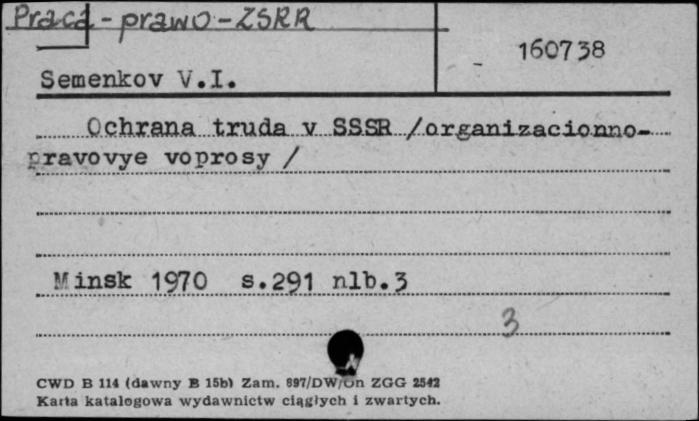 Praca - prawo - ZSRR
160738
Semenkov V.I.
Ochrana truda v SSSR /organizacionno-
pravovye voprosy /
Minsk 1970 s.291 nlb.3
3
CWD B 114 (dawny B 15b) Zam. 897/DW/On ZGG 2542
Karta katalogowa wydawnictw ciągłych i zwartych.